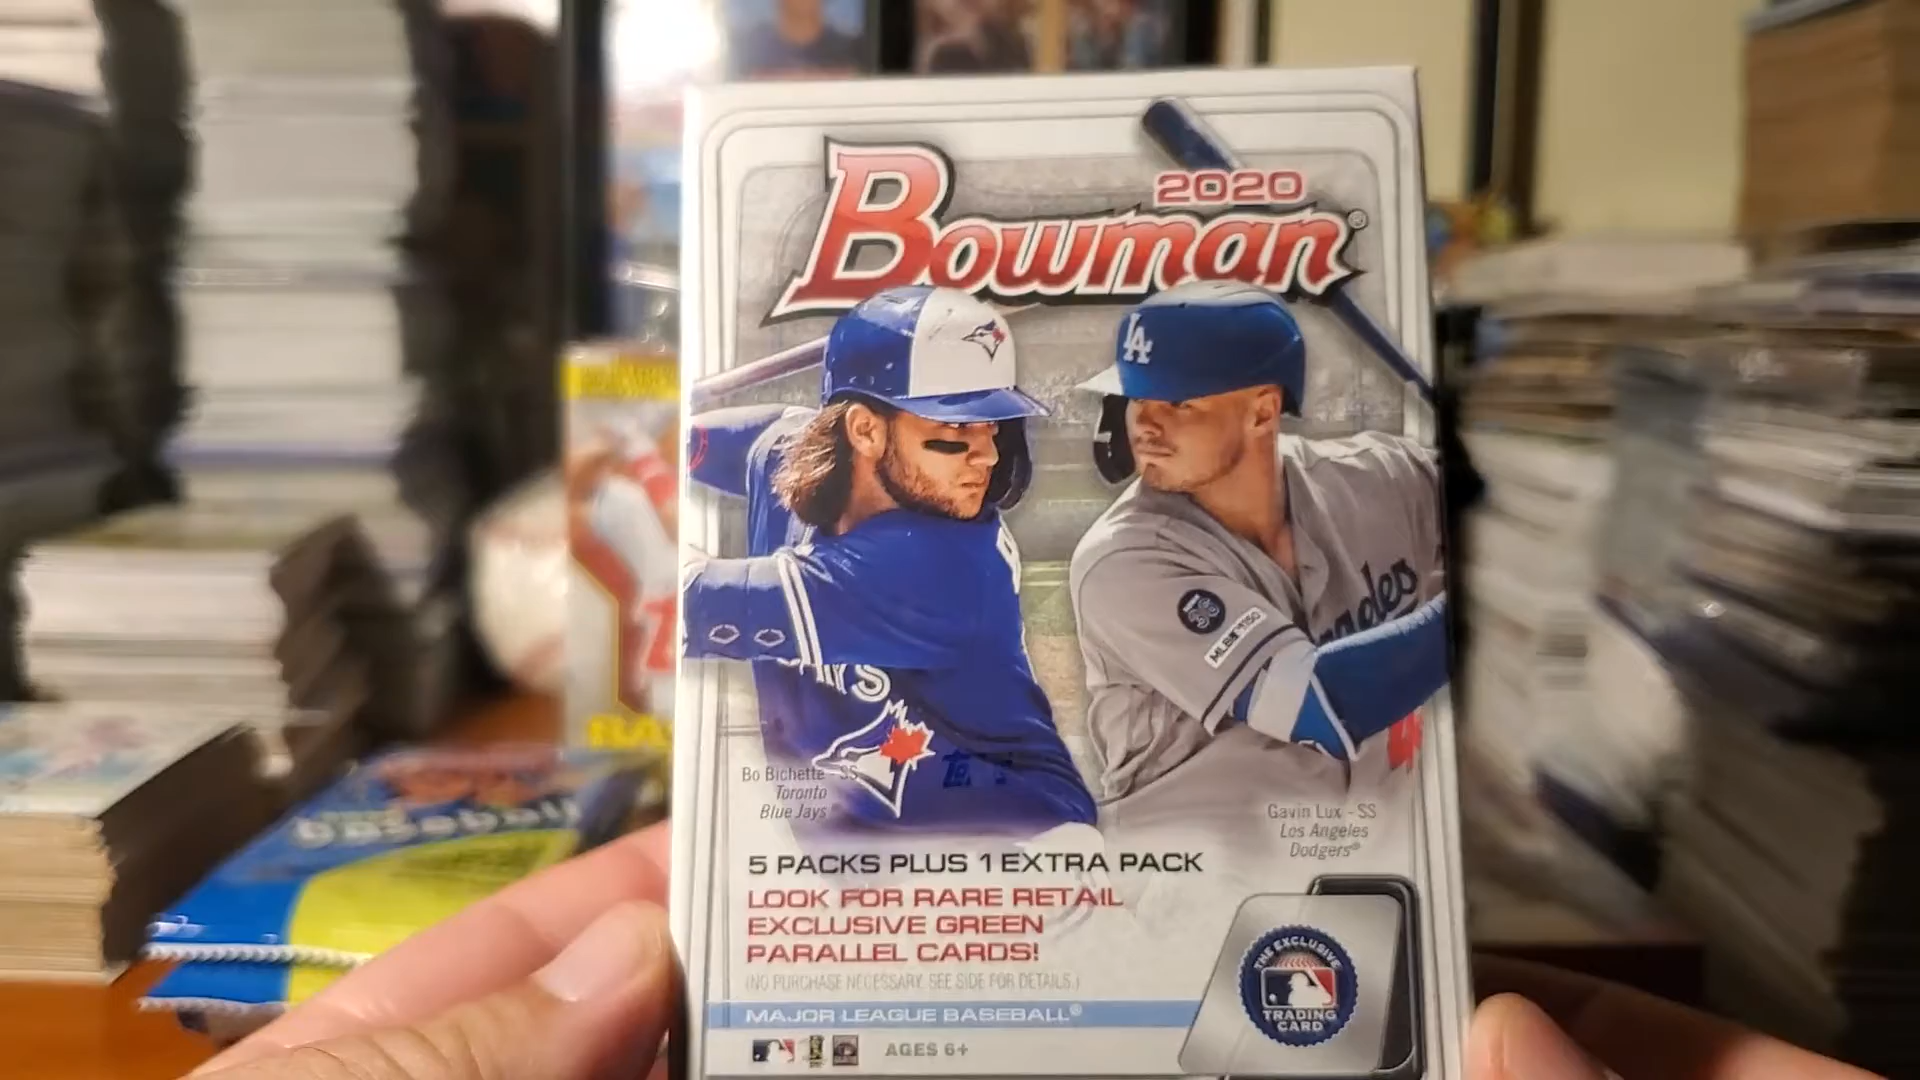 2020
Bowman®
LA
Bo Bichette - SS
Toronto
Blue Jays®
Gavin Lux - SS
Los Angeles
Dodgers®
5 PACKS PLUS 1 EXTRA PACK
LOOK FOR RARE RETAIL
EXCLUSIVE GREEN
PARALLEL CARDS!
(NO PURCHASE NECESSARY. SEE SIDE FOR DETAILS.)
MAJOR LEAGUE BASEBALL®
AGES 6+
THE EXCLUSIVE
TRADING
CARD
baseball